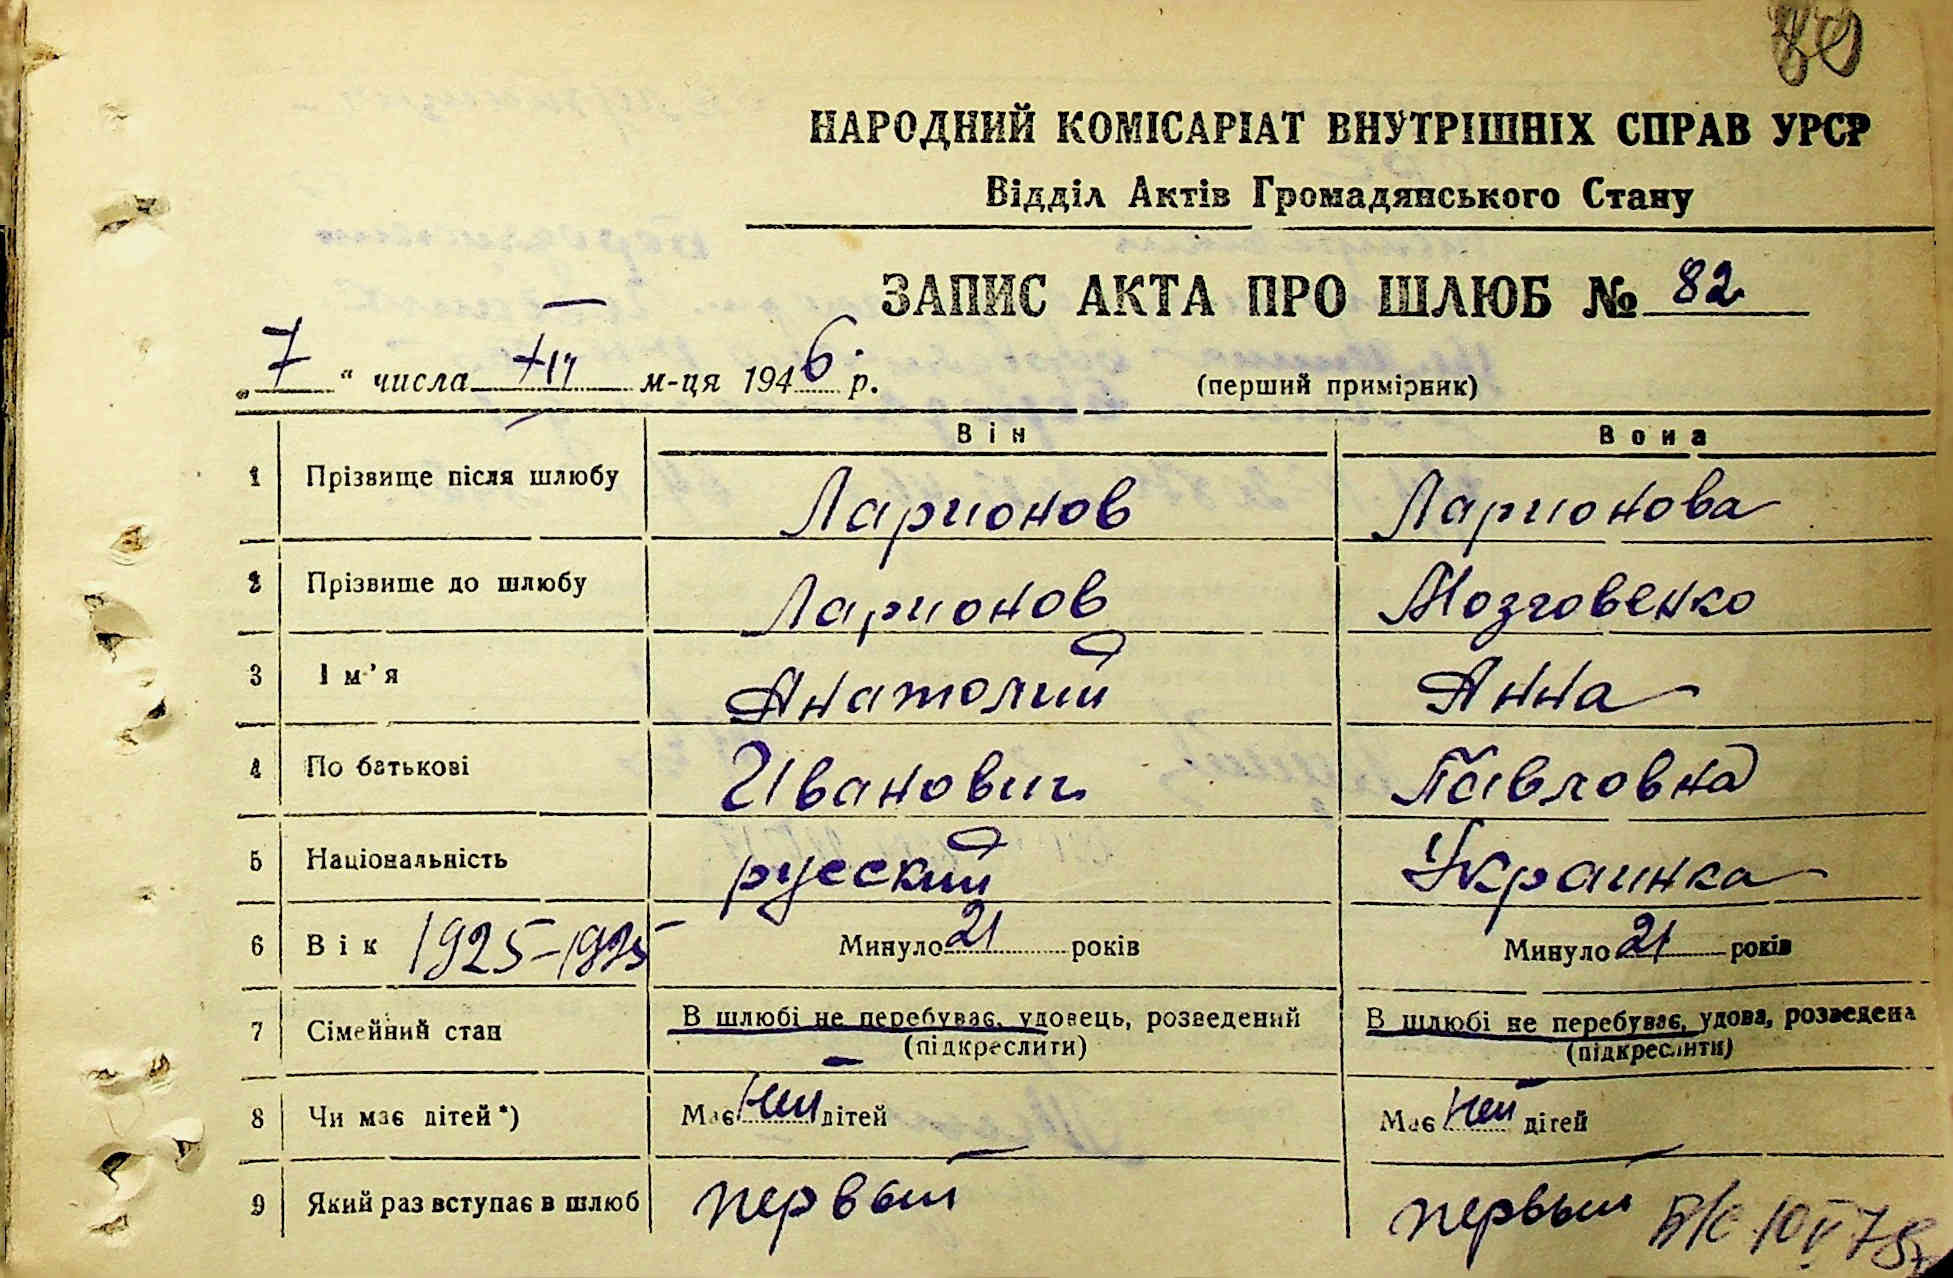 80
НАРОДНИЙ КОМІСАРІАТ ВНУТРІШНІХ СПРАВ УРСР
Відділ Актів Громадянського Стану
ЗАПИС АКТА ПРО ШЛЮБ № 82
„7“ числа м-ця 1946 р. (перший примірник)
Він Вона
1 Прізвище після шлюбу Ларионов Ларионова
2 Прізвище до шлюбу Ларионов Мозговенко
3 Ім'я Анатолий Анна
4 По батькові Иванович Павловна
5 Національність русский Украинка
6 Вік 1925-1925 Минуло 21 років Минуло 21 років
7 Сімейний стан В шлюбі не перебуває, удовець, розведений В шлюбі не перебуває, удова, розведена
(підкреслити) (підкреслити)
8 Чи має дітей*) Має нет дітей Має нет дітей
9 Який раз вступає в шлюб первый первый